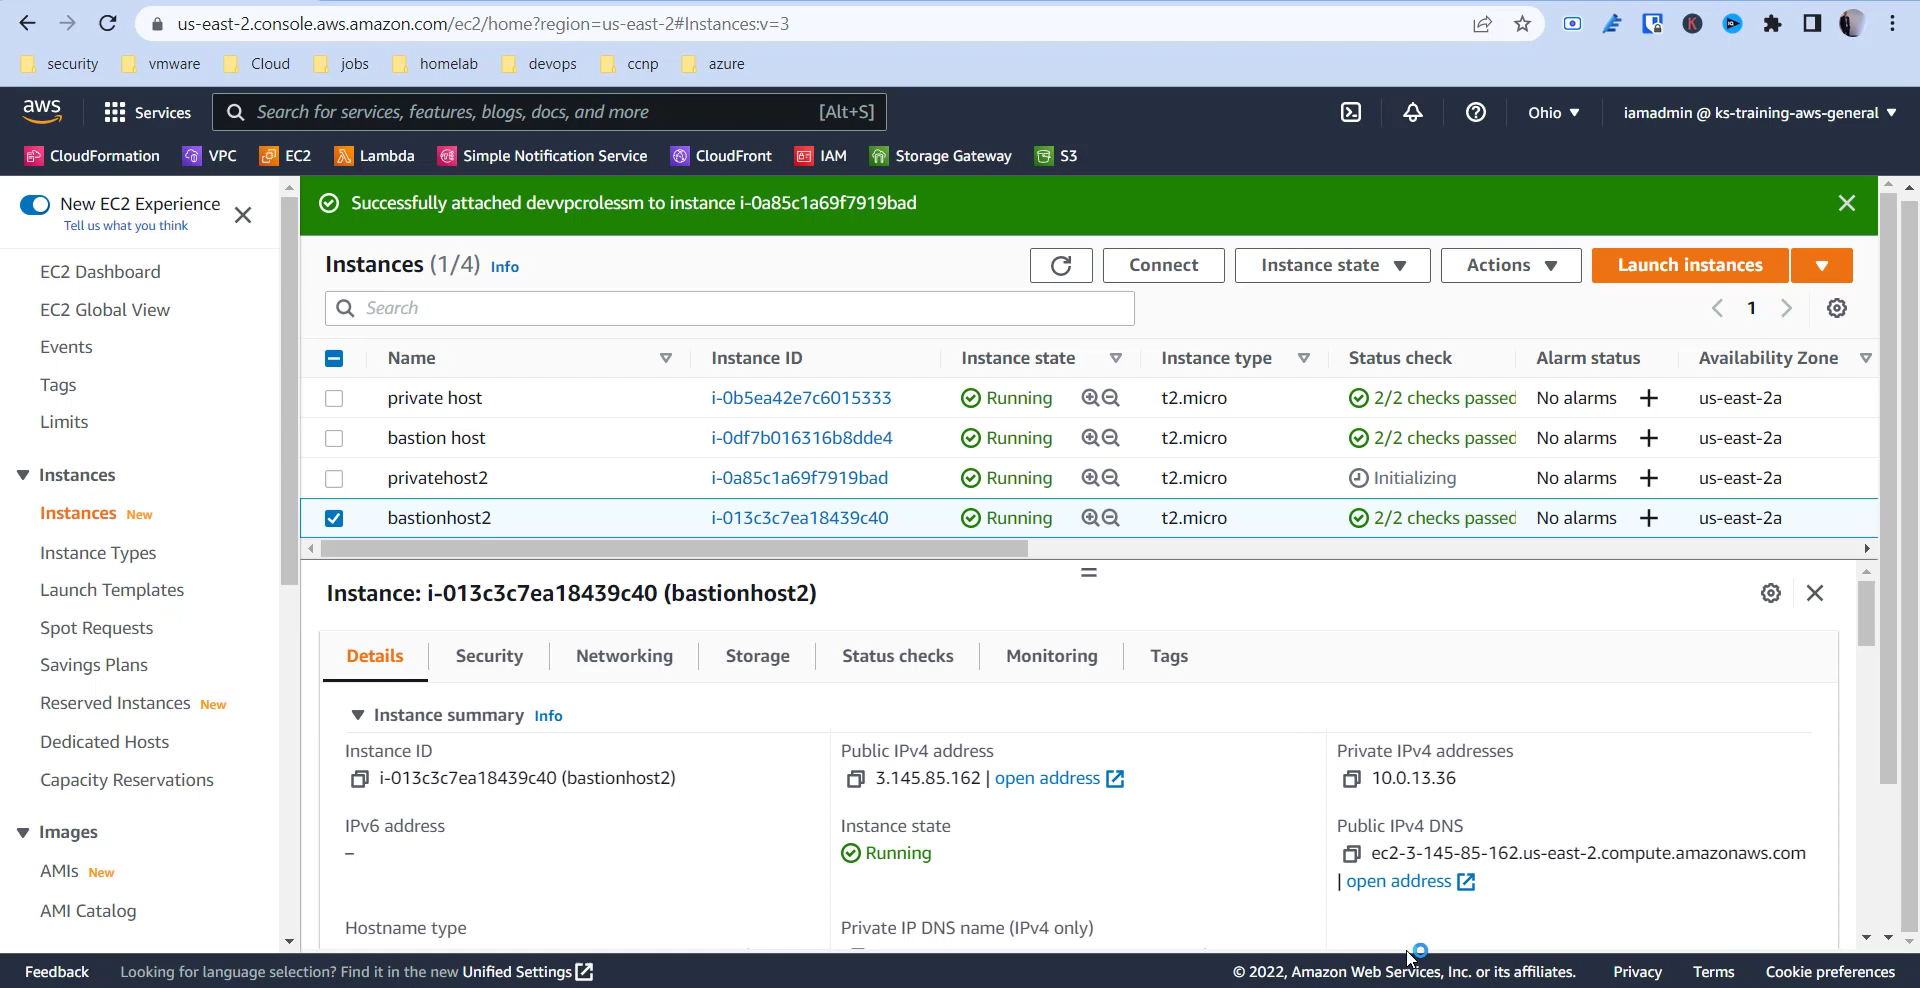 us-east-2.console.aws.amazon.com/ec2/home?region=us-east-2#Instances:v=3
security vmware Cloud jobs homelab devops ccnp azure
aws Services Search for services, features, blogs, docs, and more [Alt+S] Ohio iamadmin @ ks-training-aws-general
CloudFormation VPC EC2 Lambda Simple Notification Service CloudFront IAM Storage Gateway S3
New EC2 Experience
Tell us what you think
EC2 Dashboard
EC2 Global View
Events
Tags
Limits
Instances
Instances New
Instance Types
Launch Templates
Spot Requests
Savings Plans
Reserved Instances New
Dedicated Hosts
Capacity Reservations
Images
AMIs New
AMI Catalog
Successfully attached devvpcrolessm to instance i-0a85c1a69f7919bad
Instances (1/4) Info Connect Instance state Actions Launch instances
Search 1
Name Instance ID Instance state Instance type Status check Alarm status Availability Zone
private host i-0b5ea42e7c6015333 Running t2.micro 2/2 checks passed No alarms us-east-2a
bastion host i-0df7b016316b8dde4 Running t2.micro 2/2 checks passed No alarms us-east-2a
privatehost2 i-0a85c1a69f7919bad Running t2.micro Initializing No alarms us-east-2a
bastionhost2 i-013c3c7ea18439c40 Running t2.micro 2/2 checks passed No alarms us-east-2a
Instance: i-013c3c7ea18439c40 (bastionhost2)
Details Security Networking Storage Status checks Monitoring Tags
Instance summary Info
Instance ID
i-013c3c7ea18439c40 (bastionhost2)
Public IPv4 address
3.145.85.162 | open address
Private IPv4 addresses
10.0.13.36
IPv6 address
–
Instance state
Running
Public IPv4 DNS
ec2-3-145-85-162.us-east-2.compute.amazonaws.com
| open address
Hostname type
Private IP DNS name (IPv4 only)
Feedback Looking for language selection? Find it in the new Unified Settings © 2022, Amazon Web Services, Inc. or its affiliates. Privacy Terms Cookie preferences